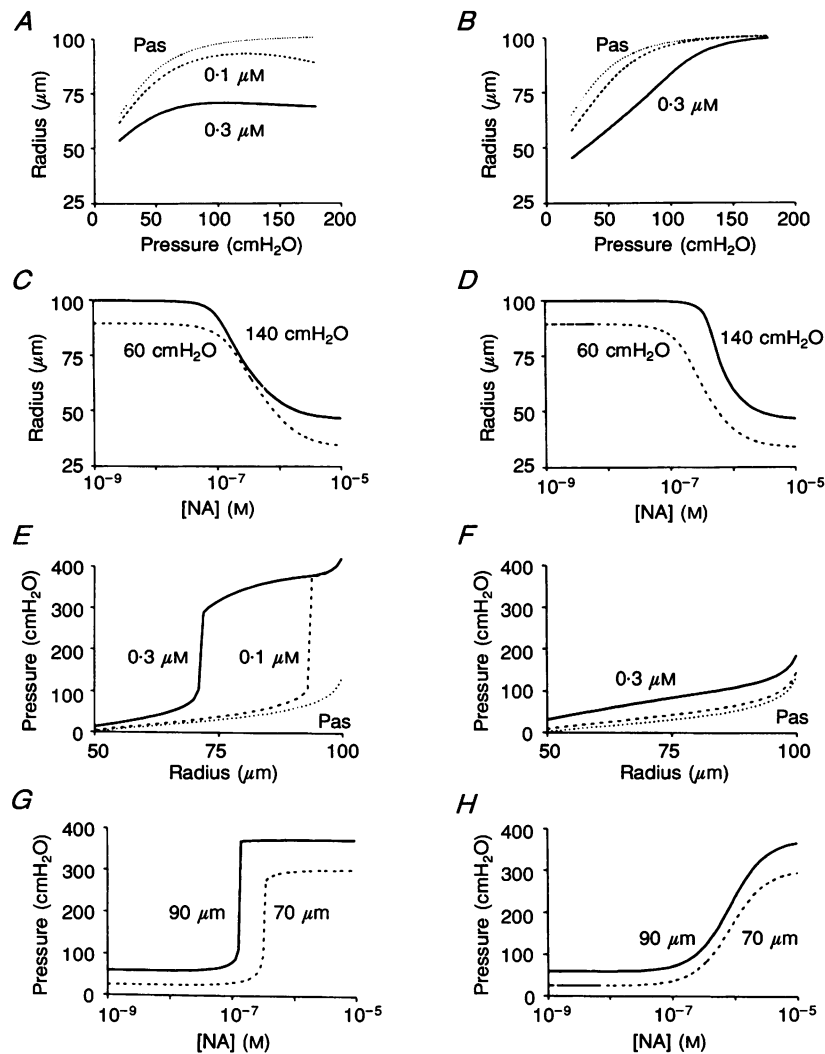 A
100
75
50
25
Radius (μm)
Pas
0·1 μM
0·3 μM
0
50
100
150
200
Pressure (cmH₂O)
B
100
75
50
25
Radius (μm)
Pas
0·3 μM
0
50
100
150
200
Pressure (cmH₂O)
C
100
75
50
25
Radius (μm)
140 cmH₂O
60 cmH₂O
10⁻⁹
10⁻⁷
10⁻⁵
[NA] (M)
D
100
75
50
25
Radius (μm)
140 cmH₂O
60 cmH₂O
10⁻⁹
10⁻⁷
10⁻⁵
[NA] (M)
E
400
300
200
100
0
Pressure (cmH₂O)
0·3 μM
0·1 μM
Pas
50
75
100
Radius (μm)
F
400
300
200
100
0
Pressure (cmH₂O)
0·3 μM
Pas
50
75
100
Radius (μm)
G
400
300
200
100
0
Pressure (cmH₂O)
90 μm
70 μm
10⁻⁹
10⁻⁷
10⁻⁵
[NA] (M)
H
400
300
200
100
0
Pressure (cmH₂O)
90 μm
70 μm
10⁻⁹
10⁻⁷
10⁻⁵
[NA] (M)